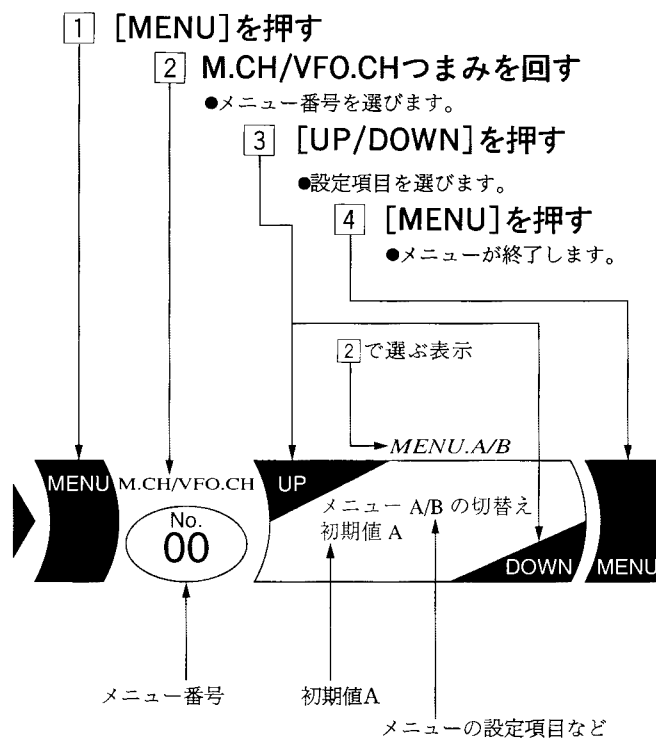 1 [MENU]を押す
2 M.CH/VFO.CHつまみを回す
●メニュー番号を選びます。
3 [UP/DOWN]を押す
●設定項目を選びます。
4 [MENU]を押す
●メニューが終了します。
2で選ぶ表示
MENU.A/B
MENU
M.CH/VFO.CH
No.
00
UP
メニュー A/B の切替え
初期値 A
DOWN
MENU
メニュー番号
初期値A
メニューの設定項目など